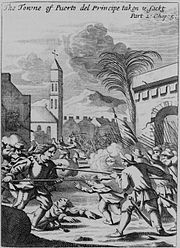 The Towne of Puerto del Principe taken & sackt
Part 2. Chap. 5.